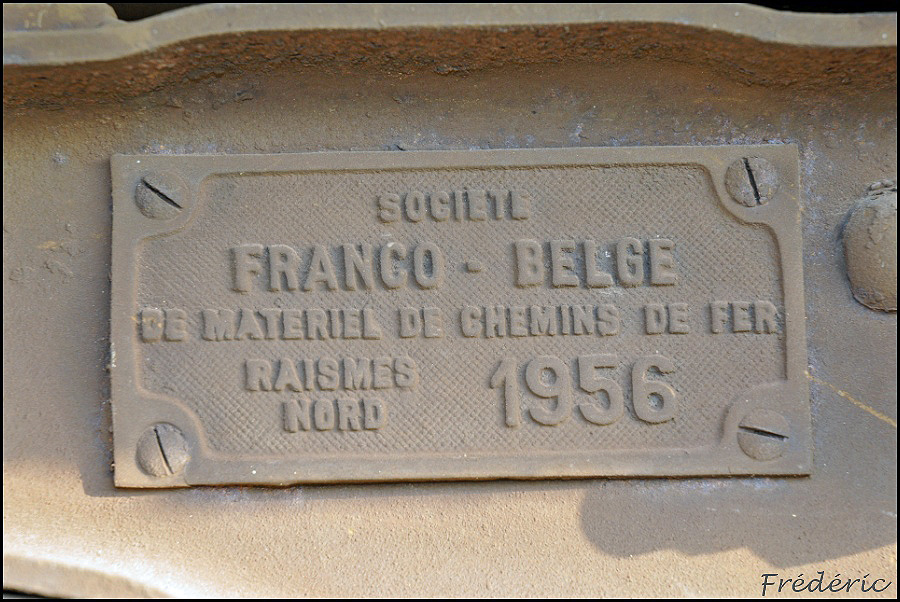 SOCIETE
FRANCO - BELGE
DE MATERIEL DE CHEMINS DE FER
RAISMES
NORD
1956
Frédéric